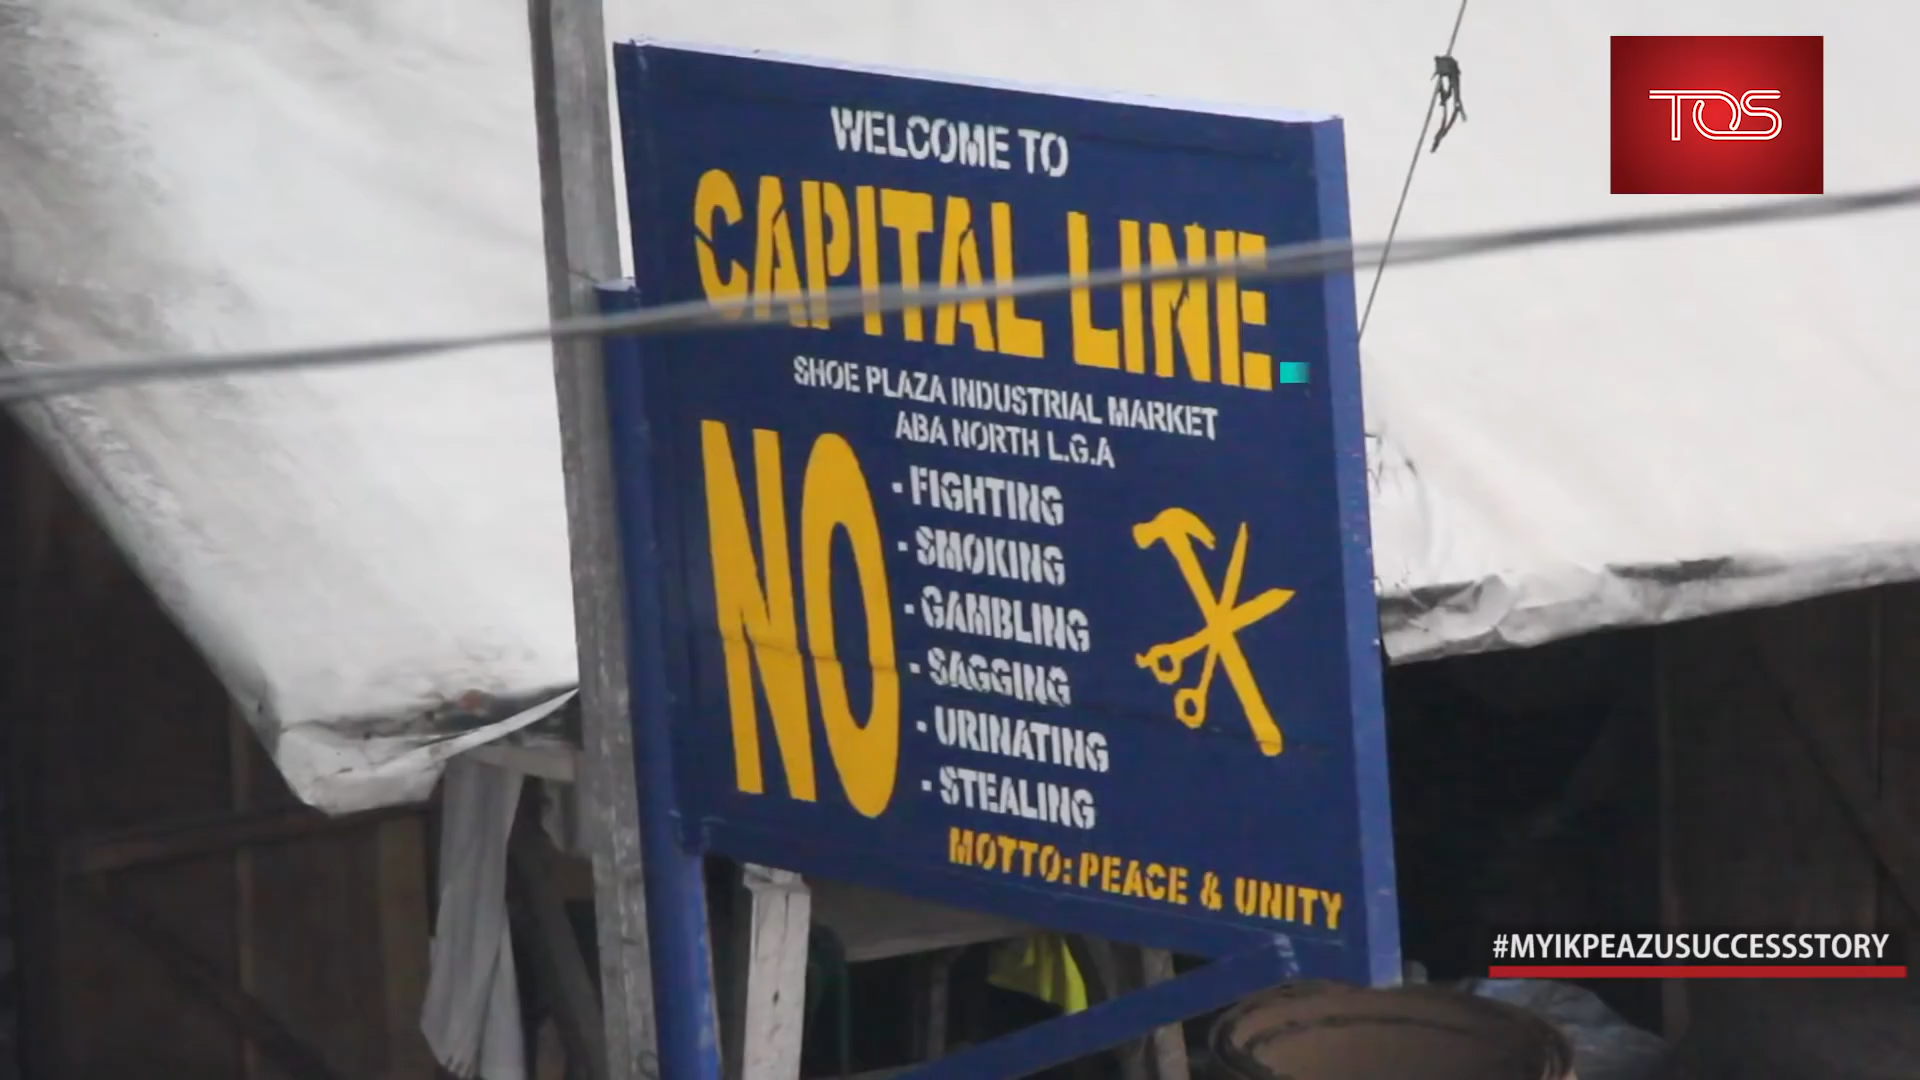 TOS
WELCOME TO
CAPITAL LINE
SHOE PLAZA INDUSTRIAL MARKET
ABA NORTH L.G.A
NO
- FIGHTING
- SMOKING
- GAMBLING
- SAGGING
- URINATING
- STEALING
MOTTO: PEACE & UNITY
#MYIKPEAZUSUCCESSSTORY